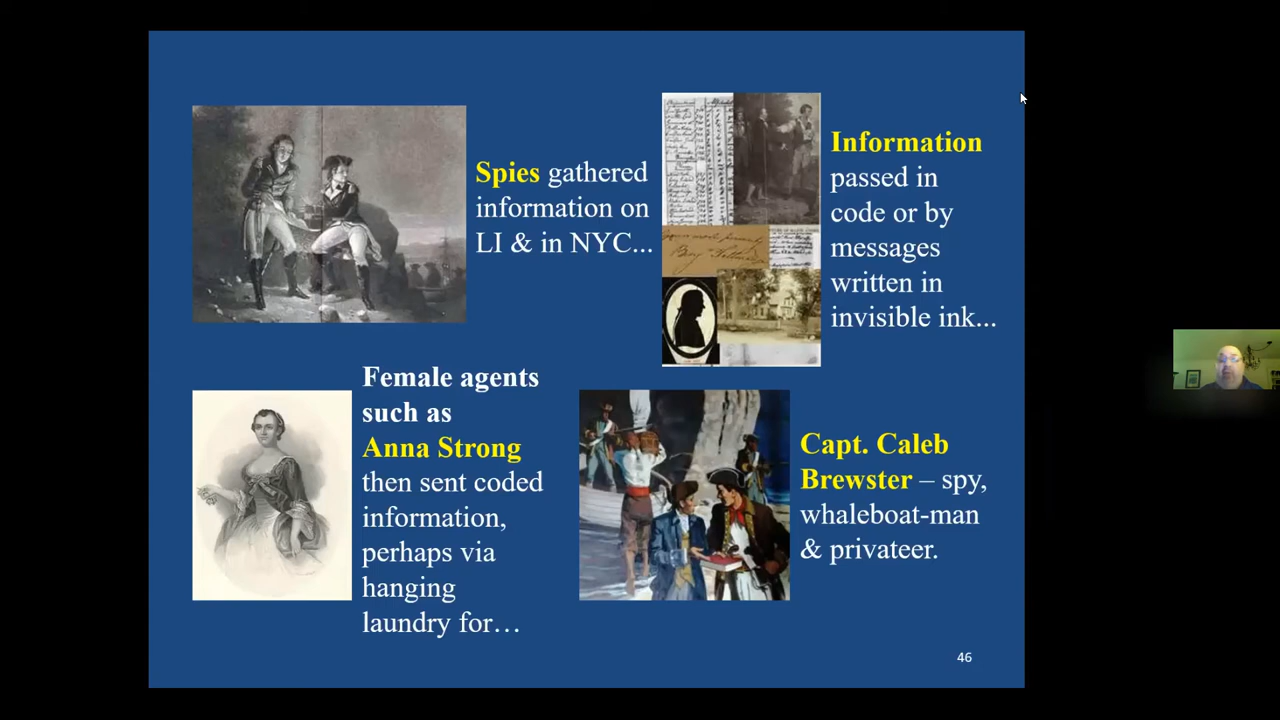 Spies gathered
information on
LI & in NYC...
Information
passed in
code or by
messages
written in
invisible ink...
Female agents
such as
Anna Strong
then sent coded
information,
perhaps via
hanging
laundry for…
Capt. Caleb
Brewster – spy,
whaleboat-man
& privateer.
46